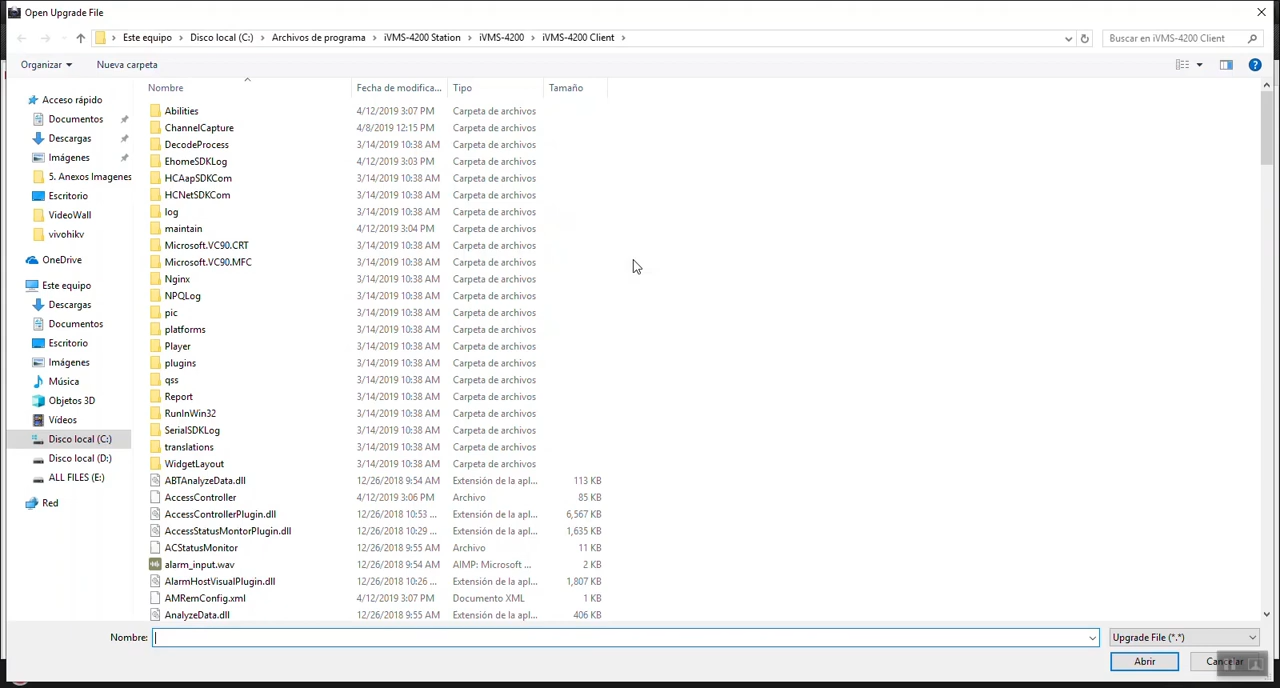 Open Upgrade File
Este equipo > Disco local (C:) > Archivos de programa > iVMS-4200 Station > iVMS-4200 > iVMS-4200 Client >
Buscar en iVMS-4200 Client
Organizar
Nueva carpeta
Nombre
Fecha de modifica...
Tipo
Tamaño
Acceso rápido
Documentos
Descargas
Imágenes
5. Anexos Imagenes
Escritorio
VideoWall
vivohikv
OneDrive
Este equipo
Descargas
Documentos
Escritorio
Imágenes
Música
Objetos 3D
Vídeos
Disco local (C:)
Disco local (D:)
ALL FILES (E:)
Red
Abilities 4/12/2019 3:07 PM Carpeta de archivos
ChannelCapture 4/8/2019 12:15 PM Carpeta de archivos
DecodeProcess 3/14/2019 10:38 AM Carpeta de archivos
EhomeSDKLog 4/12/2019 3:03 PM Carpeta de archivos
HCAapSDKCom 3/14/2019 10:38 AM Carpeta de archivos
HCNetSDKCom 3/14/2019 10:38 AM Carpeta de archivos
log 3/14/2019 10:38 AM Carpeta de archivos
maintain 4/12/2019 3:04 PM Carpeta de archivos
Microsoft.VC90.CRT 3/14/2019 10:38 AM Carpeta de archivos
Microsoft.VC90.MFC 3/14/2019 10:38 AM Carpeta de archivos
Nginx 3/14/2019 10:38 AM Carpeta de archivos
NPQLog 3/14/2019 10:38 AM Carpeta de archivos
pic 3/14/2019 10:38 AM Carpeta de archivos
platforms 3/14/2019 10:38 AM Carpeta de archivos
Player 3/14/2019 10:38 AM Carpeta de archivos
plugins 3/14/2019 10:38 AM Carpeta de archivos
qss 3/14/2019 10:38 AM Carpeta de archivos
Report 3/14/2019 10:38 AM Carpeta de archivos
RunInWin32 3/14/2019 10:38 AM Carpeta de archivos
SerialSDKLog 3/14/2019 10:38 AM Carpeta de archivos
translations 3/14/2019 10:38 AM Carpeta de archivos
WidgetLayout 3/14/2019 10:38 AM Carpeta de archivos
ABTAnalyzeData.dll 12/26/2018 9:54 AM Extensión de la apl... 113 KB
AccessController 4/12/2019 3:06 PM Archivo 85 KB
AccessControllerPlugin.dll 12/26/2018 10:53 ... Extensión de la apl... 6,567 KB
AccessStatusMontorPlugin.dll 12/26/2018 10:29 ... Extensión de la apl... 1,635 KB
ACStatusMonitor 12/26/2018 9:55 AM Archivo 11 KB
alarm_input.wav 12/26/2018 9:54 AM AIMP: Microsoft ... 2 KB
AlarmHostVisualPlugin.dll 12/26/2018 10:26 ... Extensión de la apl... 1,807 KB
AMRemConfig.xml 4/12/2019 3:07 PM Documento XML 1 KB
AnalyzeData.dll 12/26/2018 9:55 AM Extensión de la apl... 406 KB
Nombre:
Upgrade File (*.*)
Abrir
Cancelar